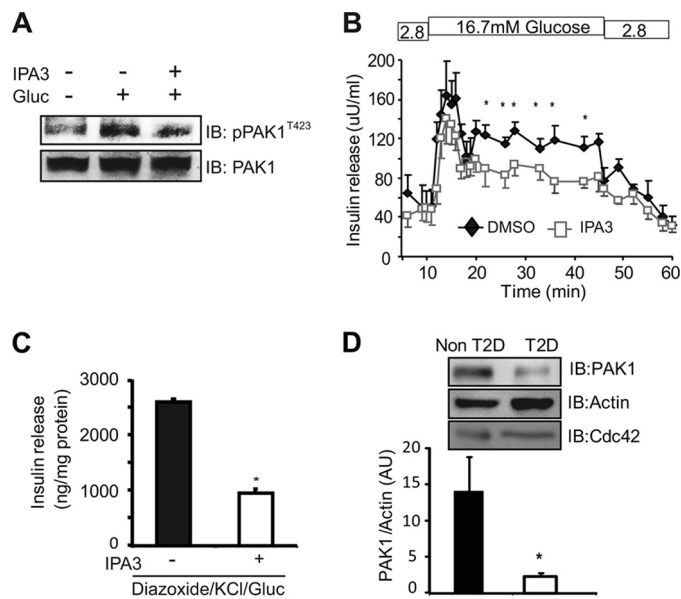 A
IPA3 - - +
Gluc - + +
IB: pPAK1T423
IB: PAK1
B
2.8 16.7mM Glucose 2.8
Insulin release (uU/ml)
200
160
120
80
40
0
* * * * * *
DMSO IPA3
10 20 30 40 50 60
Time (min)
C
Insulin release
(ng/mg protein)
3000
2000
1000
0
*
IPA3 - +
Diazoxide/KCl/Gluc
D
Non T2D T2D
IB:PAK1
IB:Actin
IB:Cdc42
PAK1/Actin (AU)
20
15
10
5
0
*